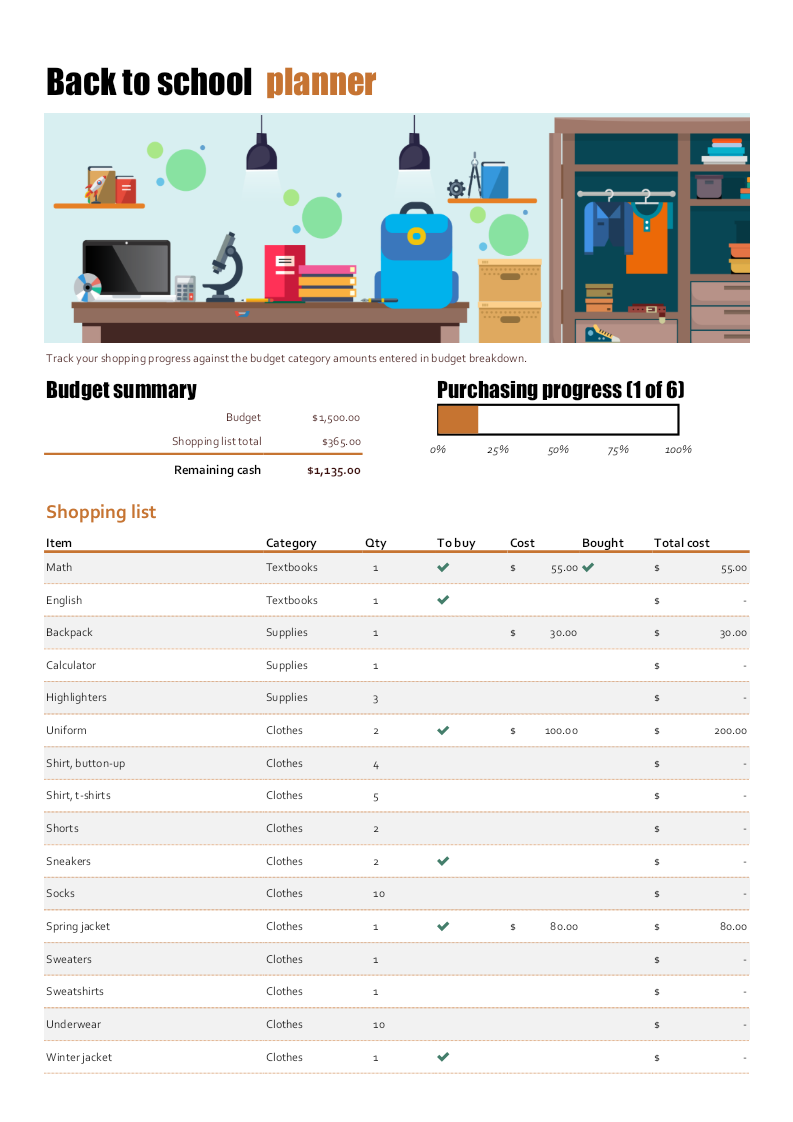 Back to school planner
Track your shopping progress against the budget category amounts entered in budget breakdown.
Budget summary
Budget $1,500.00
Shopping list total $365.00
Remaining cash $1,135.00
Purchasing progress (1 of 6)
0% 25% 50% 75% 100%
Shopping list
Item Category Qty To buy Cost Bought Total cost
Math Textbooks 1 ✔ $ 55.00 ✔ $ 55.00
English Textbooks 1 ✔ $ -
Backpack Supplies 1 $ 30.00 $ 30.00
Calculator Supplies 1 $ -
Highlighters Supplies 3 $ -
Uniform Clothes 2 ✔ $ 100.00 $ 200.00
Shirt, button-up Clothes 4 $ -
Shirt, t-shirts Clothes 5 $ -
Shorts Clothes 2 $ -
Sneakers Clothes 2 ✔ $ -
Socks Clothes 10 $ -
Spring jacket Clothes 1 ✔ $ 80.00 $ 80.00
Sweaters Clothes 1 $ -
Sweatshirts Clothes 1 $ -
Underwear Clothes 10 $ -
Winter jacket Clothes 1 ✔ $ -